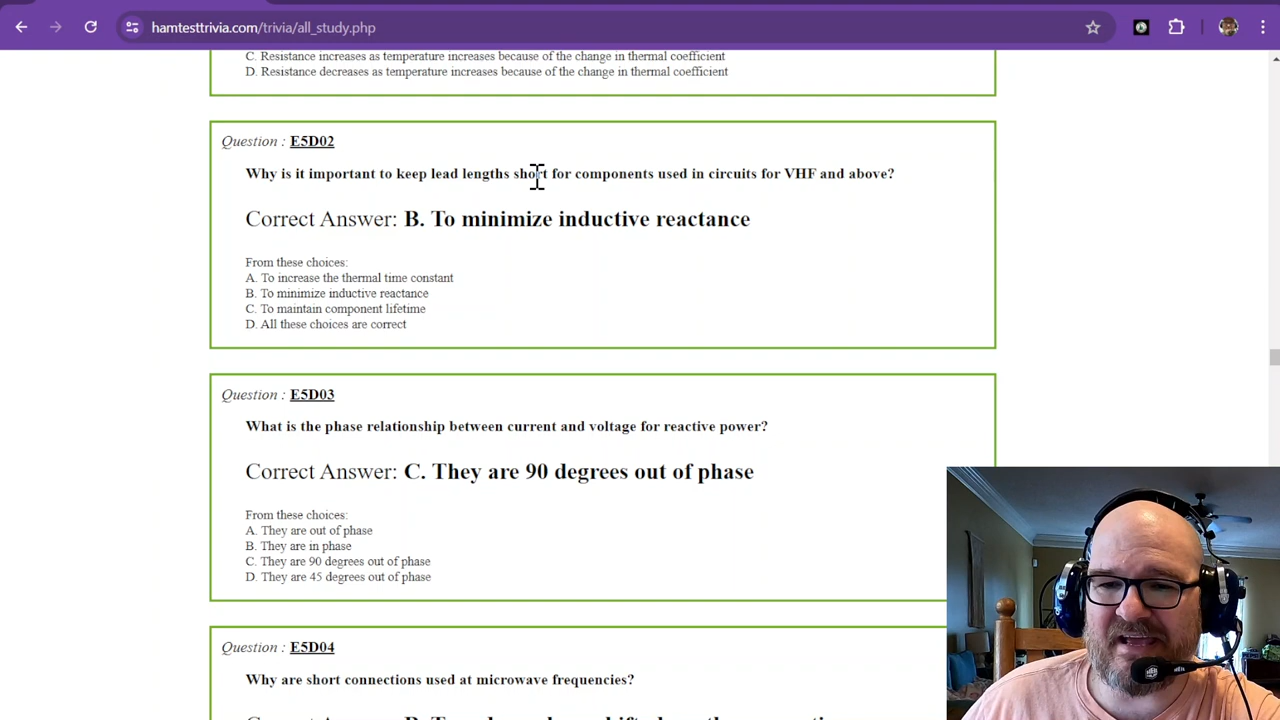 hamtesttrivia.com/trivia/all_study.php
C. Resistance increases as temperature increases because of the change in thermal coefficient
D. Resistance decreases as temperature increases because of the change in thermal coefficient
Question : E5D02
Why is it important to keep lead lengths short for components used in circuits for VHF and above?
Correct Answer: B. To minimize inductive reactance
From these choices:
A. To increase the thermal time constant
B. To minimize inductive reactance
C. To maintain component lifetime
D. All these choices are correct
Question : E5D03
What is the phase relationship between current and voltage for reactive power?
Correct Answer: C. They are 90 degrees out of phase
From these choices:
A. They are out of phase
B. They are in phase
C. They are 90 degrees out of phase
D. They are 45 degrees out of phase
Question : E5D04
Why are short connections used at microwave frequencies?
Correct Answer: B. To